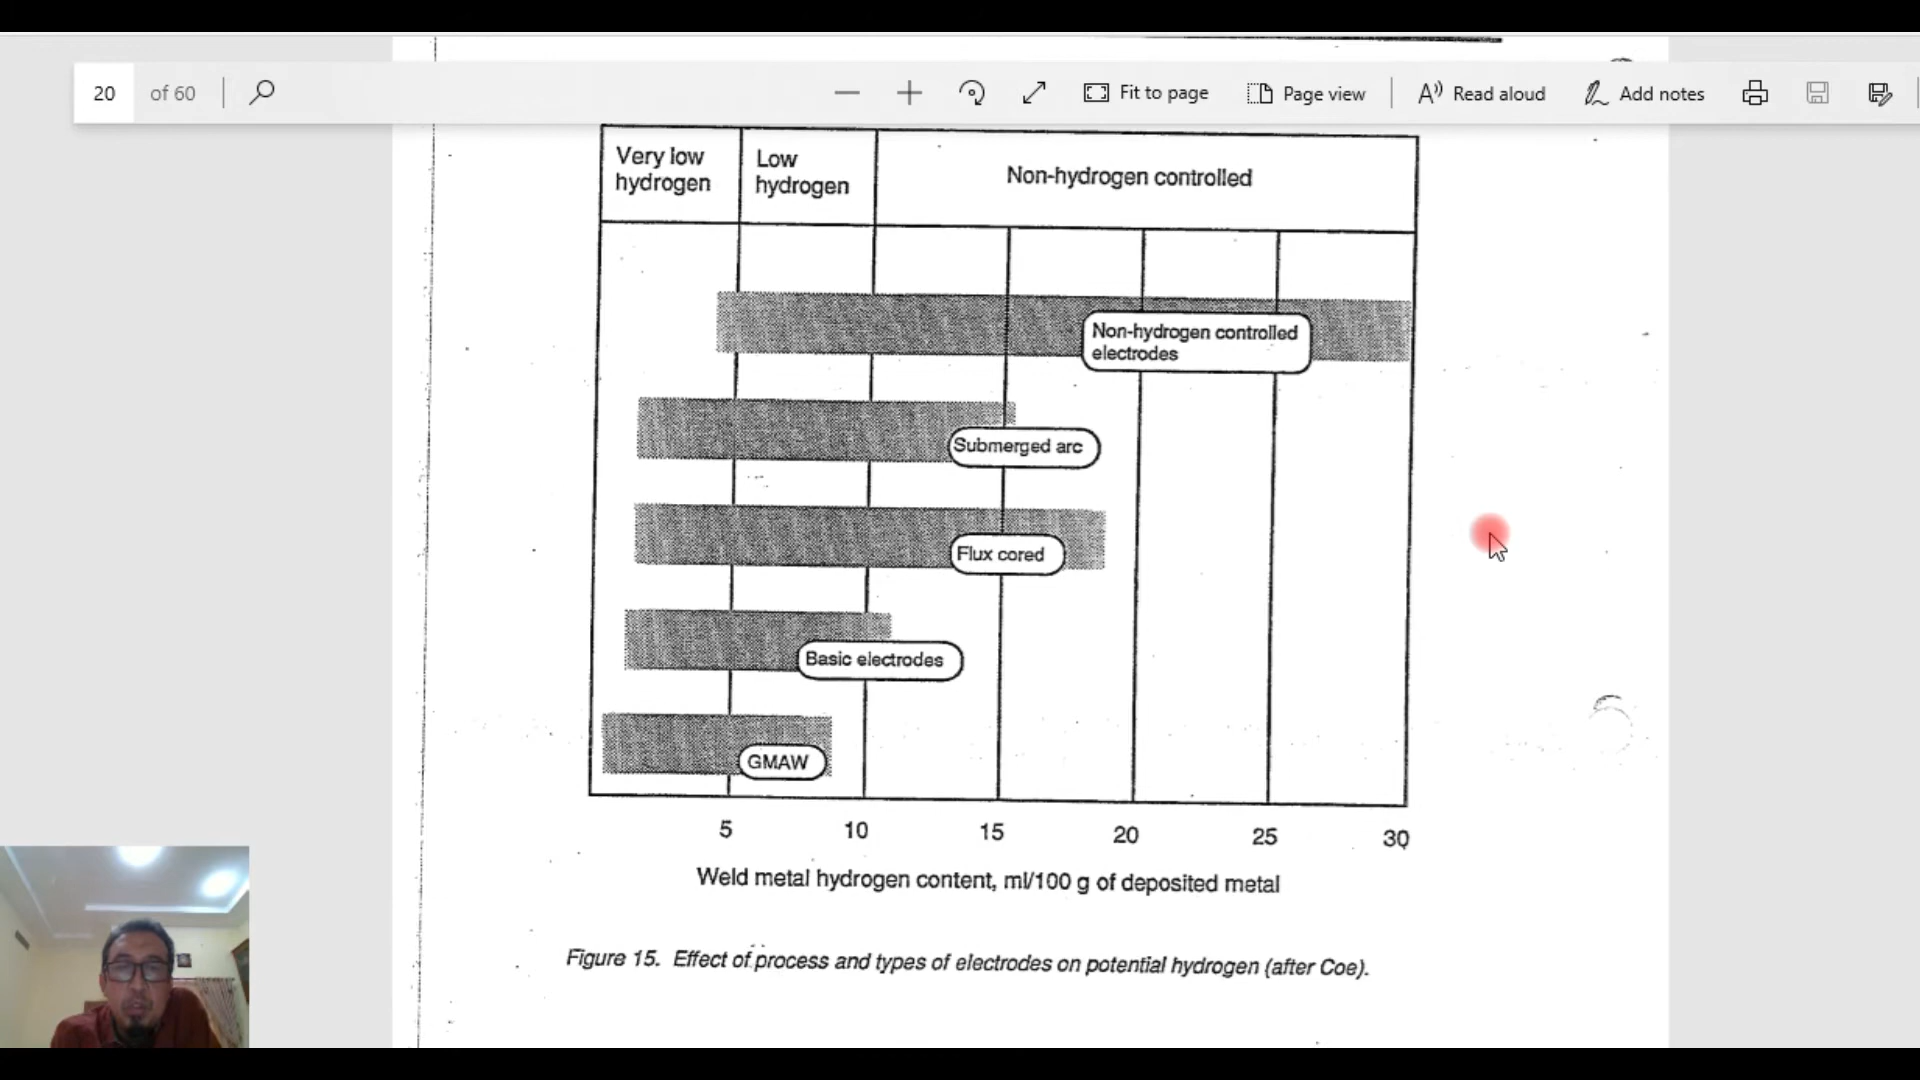 20 of 60 Fit to page Page view Read aloud Add notes
Very low
hydrogen
Low
hydrogen
Non-hydrogen controlled
Non-hydrogen controlled
electrodes
Submerged arc
Flux cored
Basic electrodes
GMAW
5 10 15 20 25 30
Weld metal hydrogen content, ml/100 g of deposited metal
Figure 15. Effect of process and types of electrodes on potential hydrogen (after Coe).